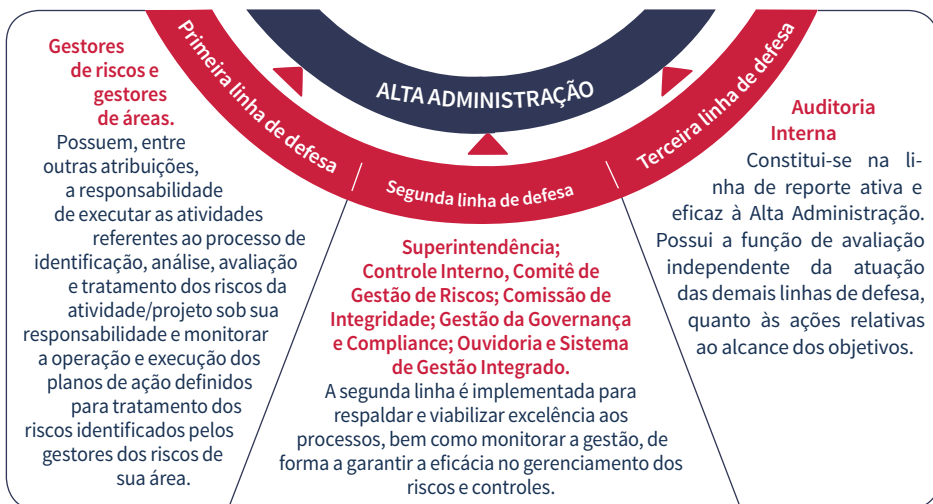 ALTA ADMINISTRAÇÃO
Primeira linha de defesa
Gestores
de riscos e
gestores
de áreas.
Possuem, entre
outras atribuições,
a responsabilidade
de executar as atividades
referentes ao processo de
identificação, análise, avaliação
e tratamento dos riscos da
atividade/projeto sob sua
responsabilidade e monitorar
a operação e execução dos
planos de ação definidos
para tratamento dos
riscos identificados pelos
gestores dos riscos de
sua área.
Segunda linha de defesa
Superintendência;
Controle Interno, Comitê de
Gestão de Riscos; Comissão de
Integridade; Gestão da Governança
e Compliance; Ouvidoria e Sistema
de Gestão Integrado.
A segunda linha é implementada para
respaldar e viabilizar excelência aos
processos, bem como monitorar a gestão, de
forma a garantir a eficácia no gerenciamento dos
riscos e controles.
Terceira linha de defesa
Auditoria
Interna
Constitui-se na li-
nha de reporte ativa e
eficaz à Alta Administração.
Possui a função de avaliação
independente da atuação
das demais linhas de defesa,
quanto às ações relativas
ao alcance dos objetivos.